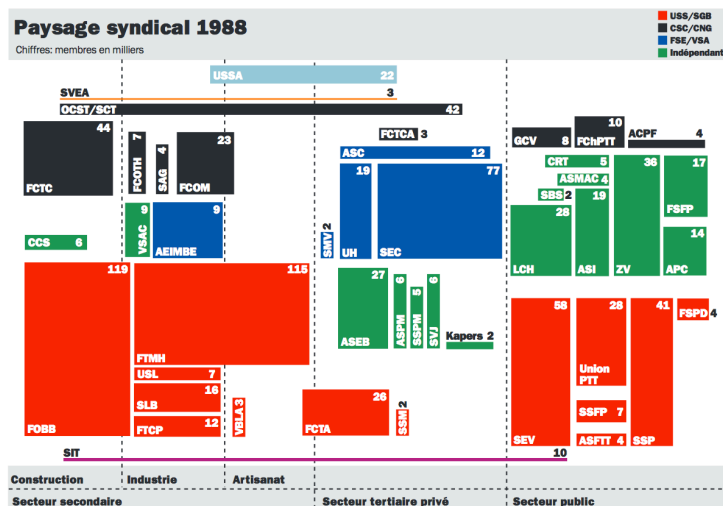 Paysage syndical 1988
Chiffres: membres en milliers
USS/SGB
CSC/CNG
FSE/VSA
Indépendant
USSA 22
SVEA 3
OCST/SCT 42
44
FCTC
FCOTH 7
SAG 4
23
FCOM
FCTCA 3
ASC 12
GCV 8
10
FChPTT
ACPF 4
CRT 5
ASMAC 4
SBS 2
36
ZV
17
FSFP
19
UH
77
SEC
SMV 2
28
LCH
19
ASI
14
APC
CCS 6
VSAC 9
9
AEIMBE
119
FOBB
115
FTMH
27
ASEB
ASPM 6
SSPM 5
SVJ 6
Kapers 2
58
SEV
28
Union
PTT
41
SSP
FSPD 4
USL 7
16
SLB
12
FTCP
VBLA 3
26
FCTA
SSM 2
SSFP 7
ASFTT 4
SIT 10
Construction
Industrie
Artisanat
Secteur secondaire
Secteur tertiaire privé
Secteur public